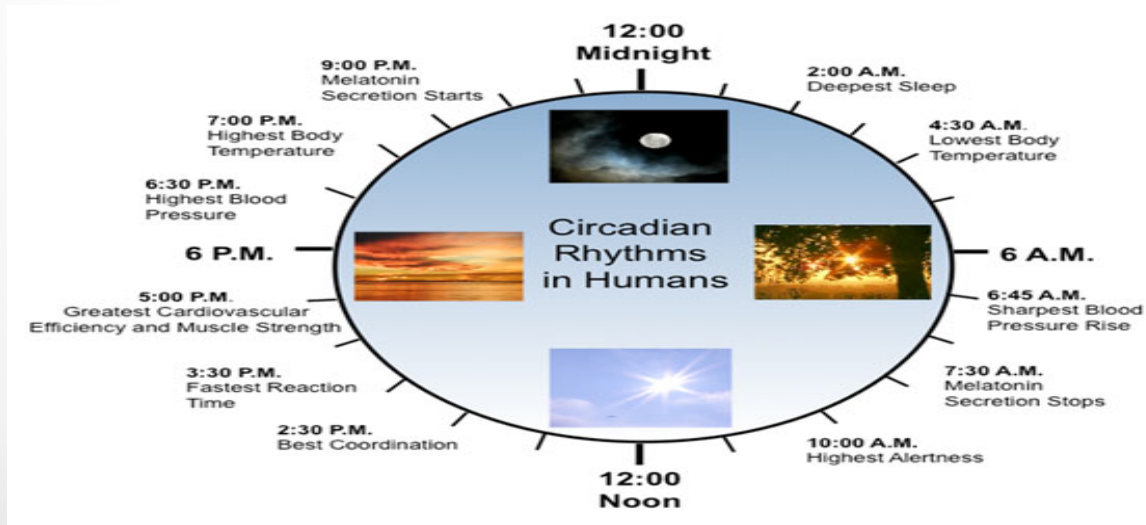 12:00
Midnight
2:00 A.M.
Deepest Sleep
4:30 A.M.
Lowest Body
Temperature
6 A.M.
6:45 A.M.
Sharpest Blood
Pressure Rise
7:30 A.M.
Melatonin
Secretion Stops
10:00 A.M.
Highest Alertness
12:00
Noon
2:30 P.M.
Best Coordination
3:30 P.M.
Fastest Reaction
Time
5:00 P.M.
Greatest Cardiovascular
Efficiency and Muscle Strength
6 P.M.
6:30 P.M.
Highest Blood
Pressure
7:00 P.M.
Highest Body
Temperature
9:00 P.M.
Melatonin
Secretion Starts
Circadian
Rhythms
in Humans